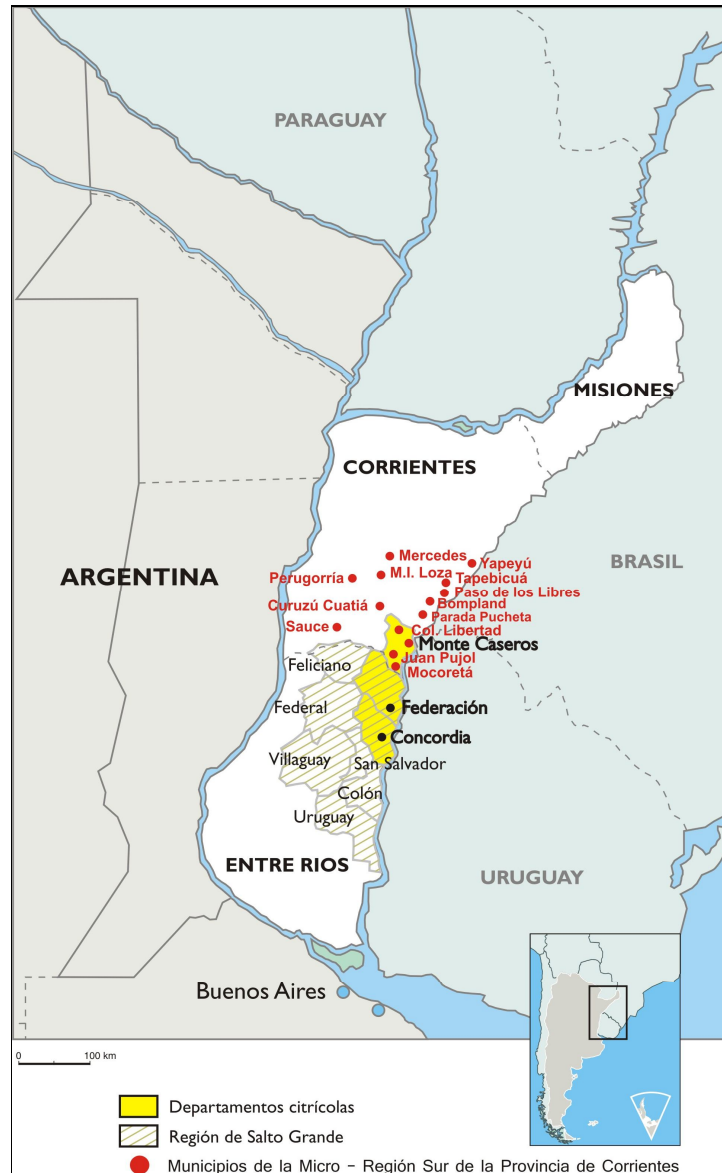 PARAGUAY
MISIONES
CORRIENTES
BRASIL
ARGENTINA
Mercedes
Yapeyú
M.I. Loza
Perugorría
Tapebicuá
Paso de los Libres
Bompland
Curuzú Cuatiá
Parada Pucheta
Sauce
Col. Libertad
Monte Caseros
Juan Pujol
Feliciano
Mocoretá
Federal
Federación
Concordia
Villaguay
San Salvador
Colón
Uruguay
ENTRE RIOS
URUGUAY
Buenos Aires
0 100 km
Departamentos citrícolas
Región de Salto Grande
Municipios de la Micro – Región Sur de la Provincia de Corrientes